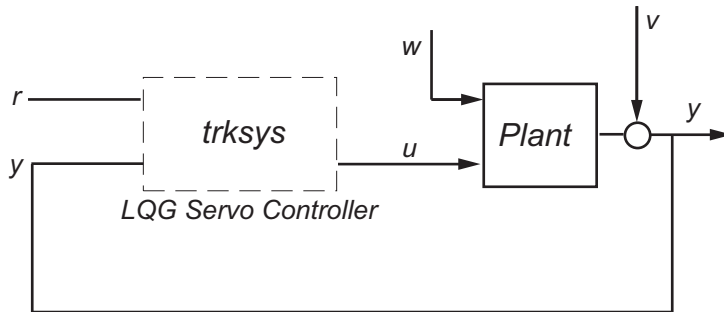 v
w
r
trksys
Plant
y
y
u
LQG Servo Controller